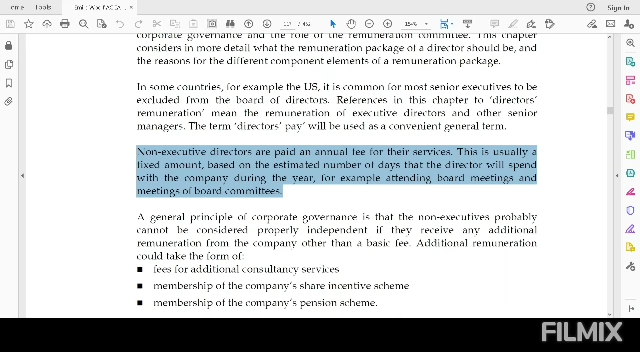 Tools
Sign In
/ 452
corporate governance and the role of the remuneration committee. This chapter
considers in more detail what the remuneration package of a director should be, and
the reasons for the different component elements of a remuneration package.
In some countries, for example the US, it is common for most senior executives to be
excluded from the board of directors. References in this chapter to ‘directors’
remuneration’ mean the remuneration of executive directors and other senior
managers. The term ‘directors’ pay’ will be used as a convenient general term.
Non-executive directors are paid an annual fee for their services. This is usually a
fixed amount, based on the estimated number of days that the director will spend
with the company during the year, for example attending board meetings and
meetings of board committees.
A general principle of corporate governance is that the non-executives probably
cannot be considered properly independent if they receive any additional
remuneration from the company other than a basic fee. Additional remuneration
could take the form of:
■ fees for additional consultancy services
■ membership of the company’s share incentive scheme
■ membership of the company’s pension scheme.
FILMIX